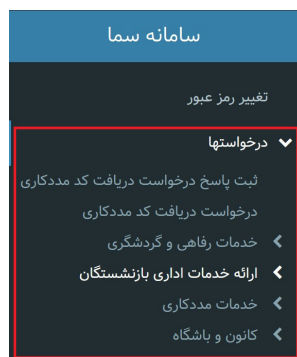 سامانه سما
تغییر رمز عبور
درخواستها
ثبت پاسخ درخواست دریافت کد مددکاری
درخواست دریافت کد مددکاری
خدمات رفاهی و گردشگری
ارائه خدمات اداری بازنشستگان
خدمات مددکاری
کانون و باشگاه